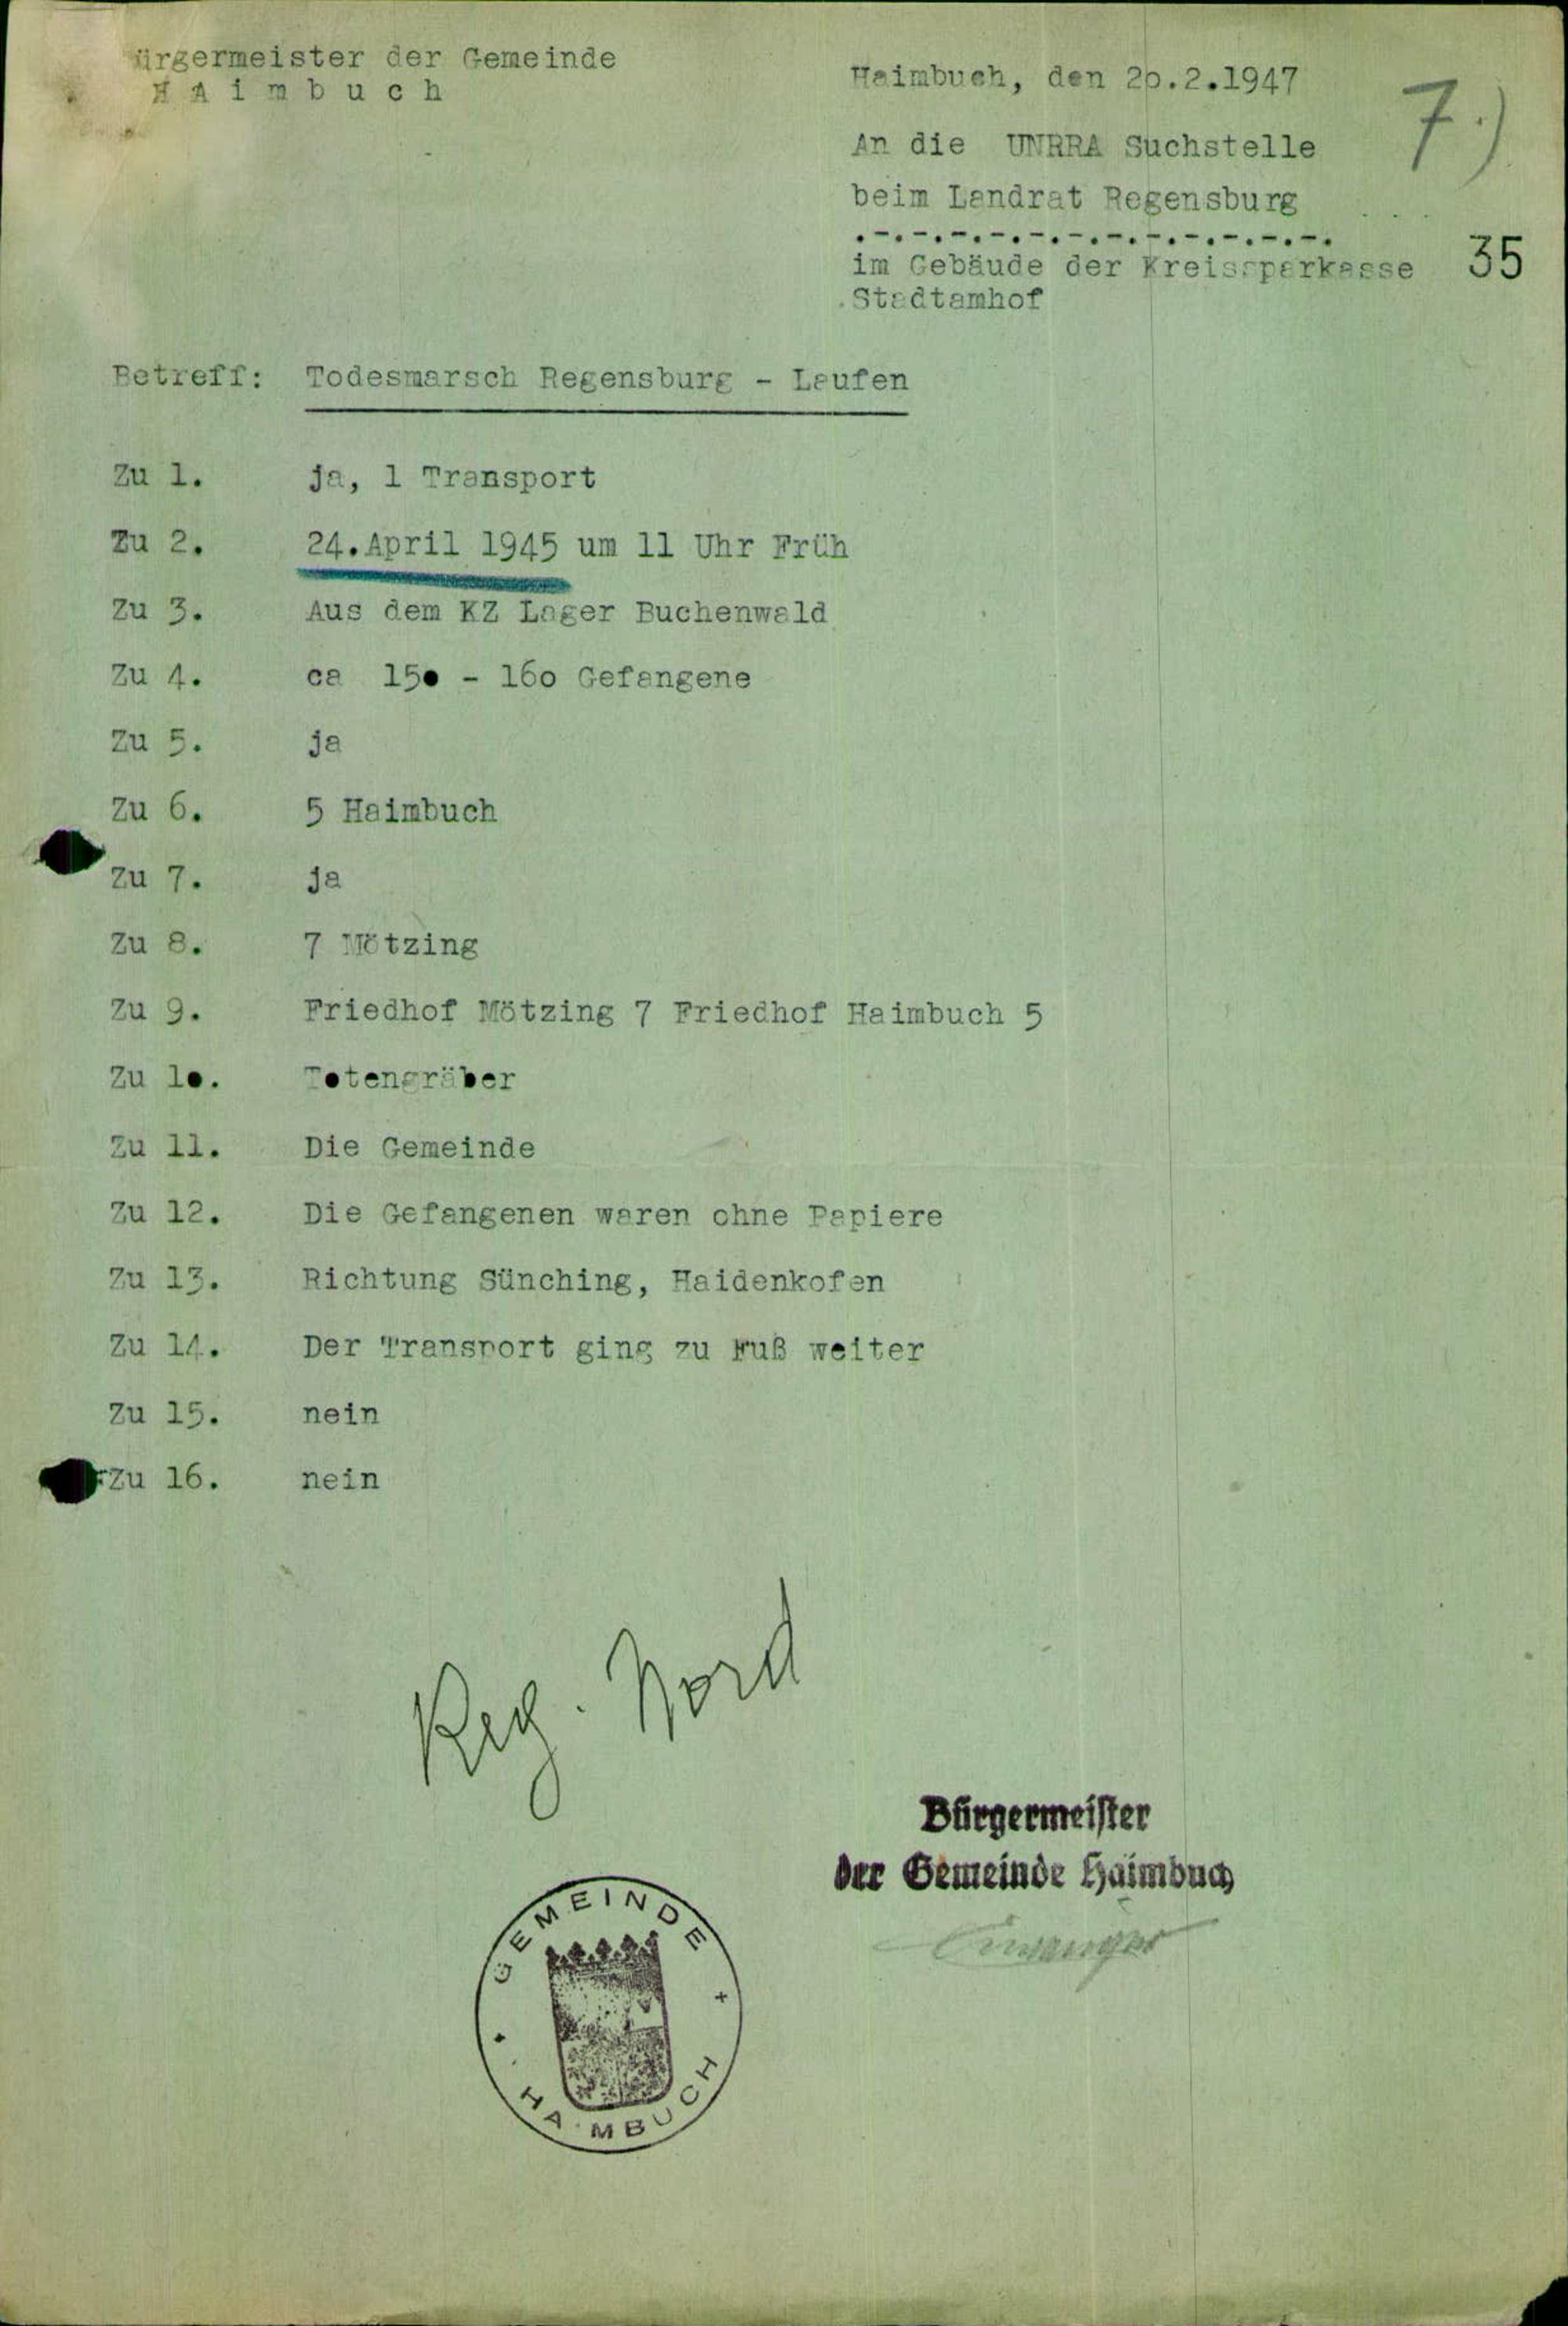 ürgermeister der Gemeinde
H A i m b u c h
Haimbuch, den 2o.2.1947
7.)
An die UNRRA Suchstelle
beim Landrat Regensburg
.-.-.-.-.-.-.-.-.-.-.-.-.
im Gebäude der Kreissparkasse
35
Stadtamhof
Betreff: Todesmarsch Regensburg - Laufen
Zu 1. ja, 1 Transport
Zu 2. 24.April 1945 um 11 Uhr Früh
Zu 3. Aus dem KZ Lager Buchenwald
Zu 4. ca 15o - 16o Gefangene
Zu 5. ja
Zu 6. 5 Haimbuch
Zu 7. ja
Zu 8. 7 Mötzing
Zu 9. Friedhof Mötzing 7 Friedhof Haimbuch 5
Zu 1o. Totengräber
Zu 11. Die Gemeinde
Zu 12. Die Gefangenen waren ohne Papiere
Zu 13. Richtung Sünching, Haidenkofen
Zu 14. Der Transport ging zu Fuß weiter
Zu 15. nein
Zu 16. nein
Reg. Nord
Bürgermeister
der Gemeinde Haimbuch
GEMEINDE
HAIMBUCH